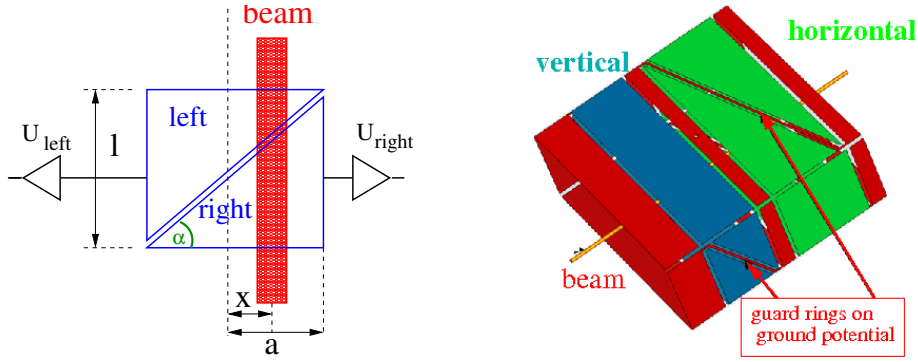 beam
left
U left
l
U right
right
α
x
a
horizontal
vertical
beam
guard rings on
ground potential